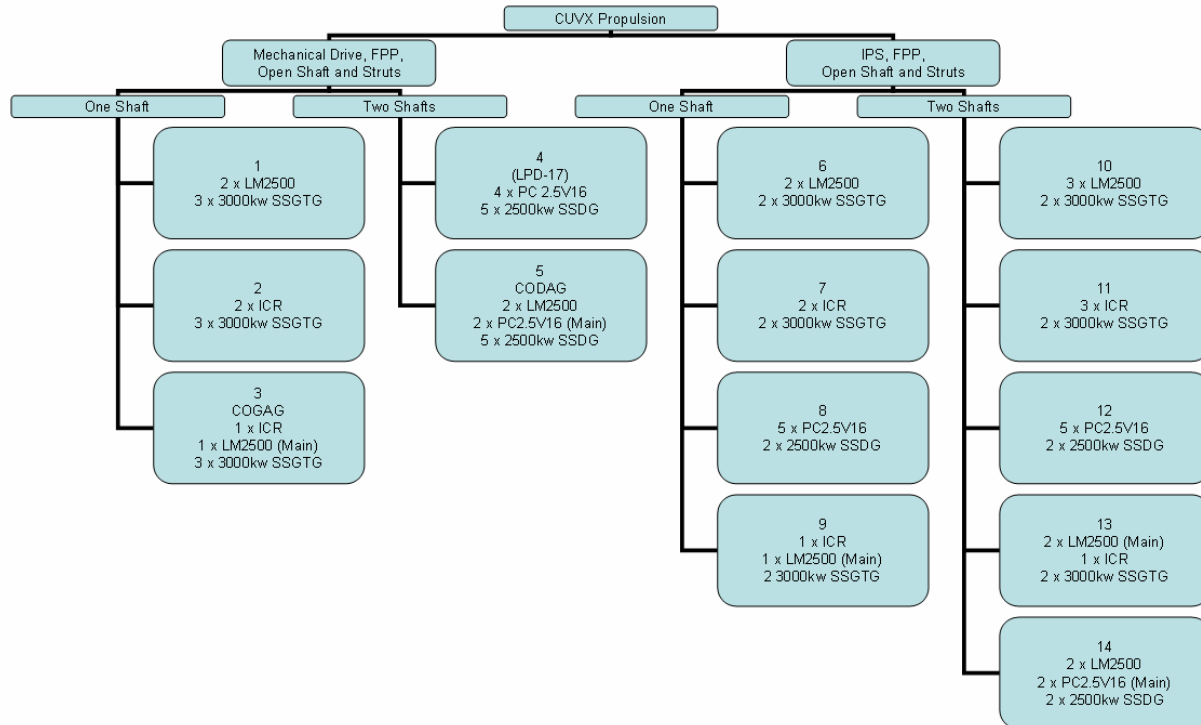 CUVX Propulsion
Mechanical Drive, FPP,
Open Shaft and Struts
One Shaft
1
2 x LM2500
3 x 3000kw SSGTG
2
2 x ICR
3 x 3000kw SSGTG
3
COGAG
1 x ICR
1 x LM2500 (Main)
3 x 3000kw SSGTG
Two Shafts
4
(LPD-17)
4 x PC 2.5V16
5 x 2500kw SSDG
5
CODAG
2 x LM2500
2 x PC2.5V16 (Main)
5 x 2500kw SSDG
IPS, FPP,
Open Shaft and Struts
One Shaft
6
2 x LM2500
2 x 3000kw SSGTG
7
2 x ICR
2 x 3000kw SSGTG
8
5 x PC2.5V16
2 x 2500kw SSDG
9
1 x ICR
1 x LM2500 (Main)
2 3000kw SSGTG
Two Shafts
10
3 x LM2500
2 x 3000kw SSGTG
11
3 x ICR
2 x 3000kw SSGTG
12
5 x PC2.5V16
2 x 2500kw SSDG
13
2 x LM2500 (Main)
1 x ICR
2 x 3000kw SSGTG
14
2 x LM2500
2 x PC2.5V16 (Main)
2 x 2500kw SSDG